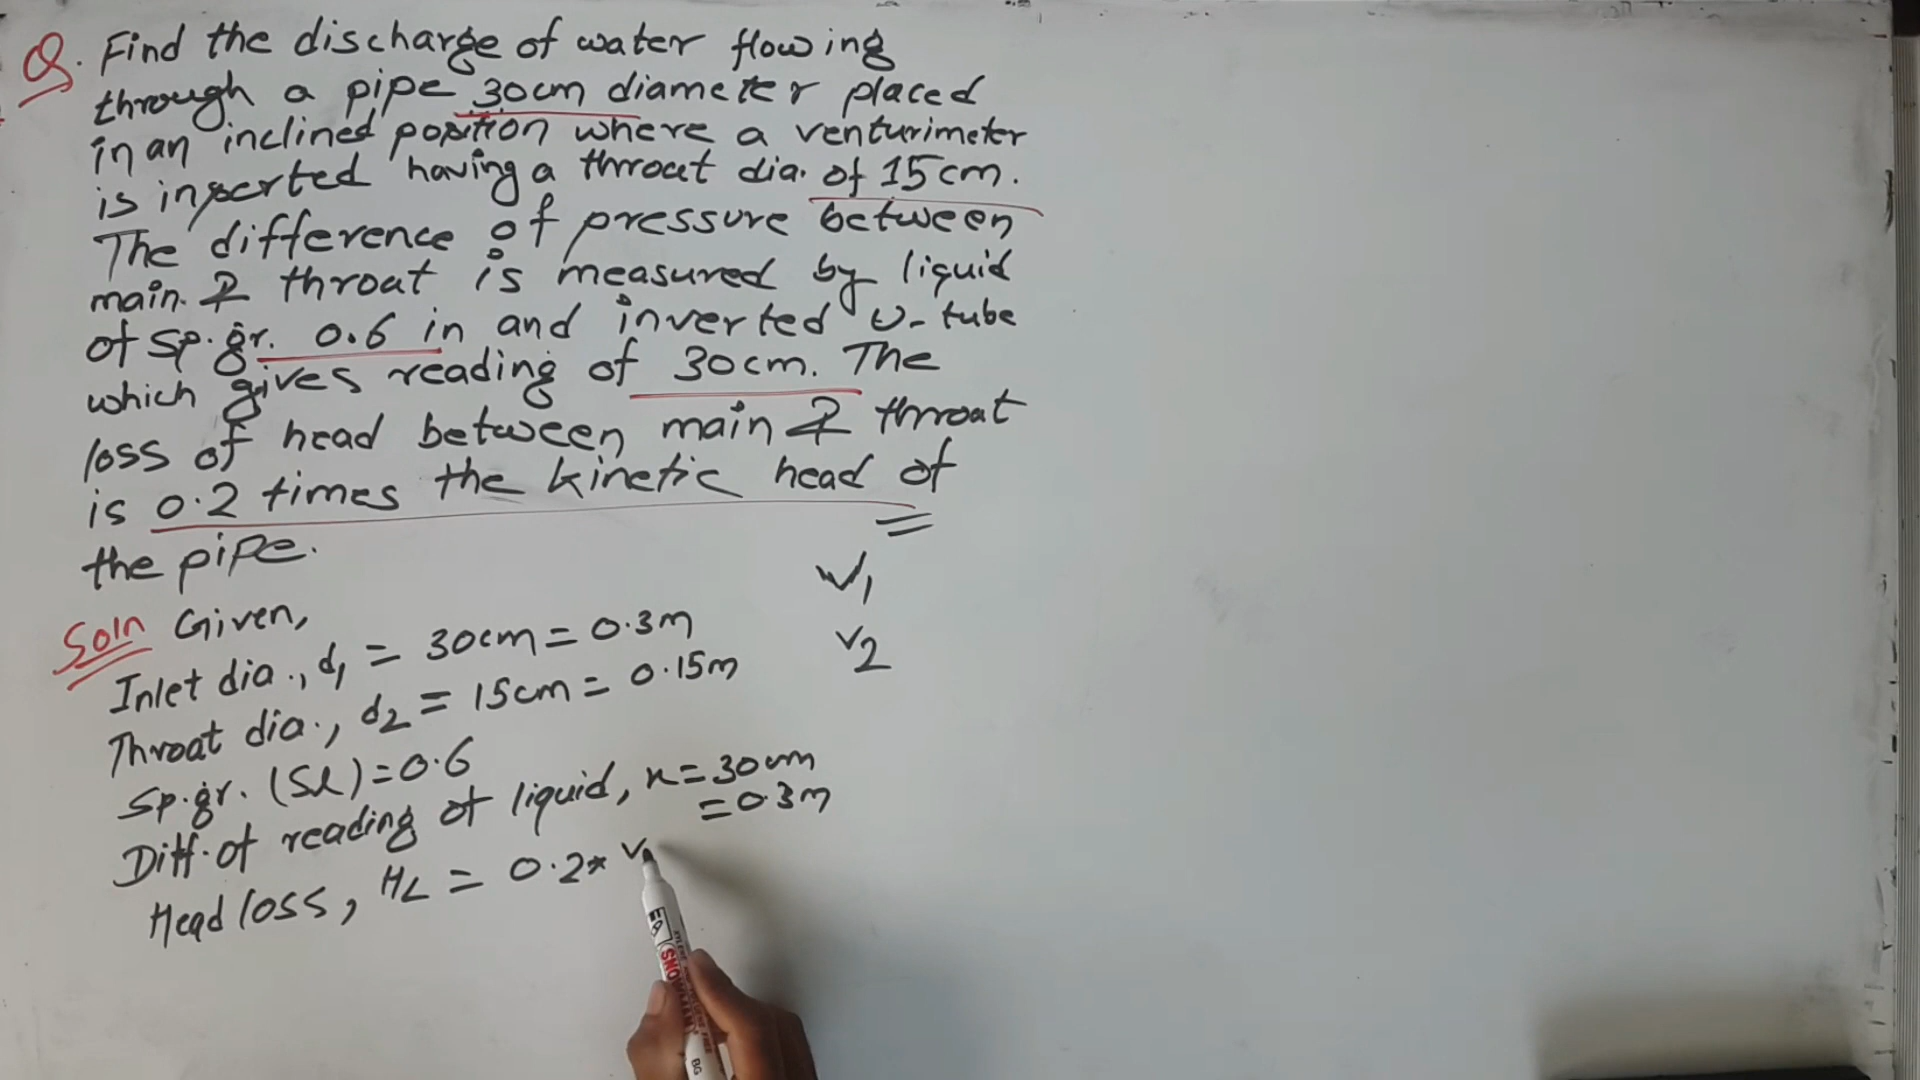 Q. Find the discharge of water flowing
through a pipe 30cm diameter placed
in an inclined position where a venturimeter
is inserted having a throat dia. of 15cm.
The difference of pressure between
main & throat is measured by liquid
of sp.gr. 0.6 in and inverted U-tube
which gives reading of 30cm. The
loss of head between main & throat
is 0.2 times the kinetic head of
the pipe.
V1
V2
Soln Given,
Inlet dia., d1 = 30cm = 0.3m
Throat dia., d2 = 15cm = 0.15m
Sp.gr. (Sl) = 0.6
Diff. of reading of liquid, x = 30cm
= 0.3m
Head loss, HL = 0.2* V
SNOWMAN
BG